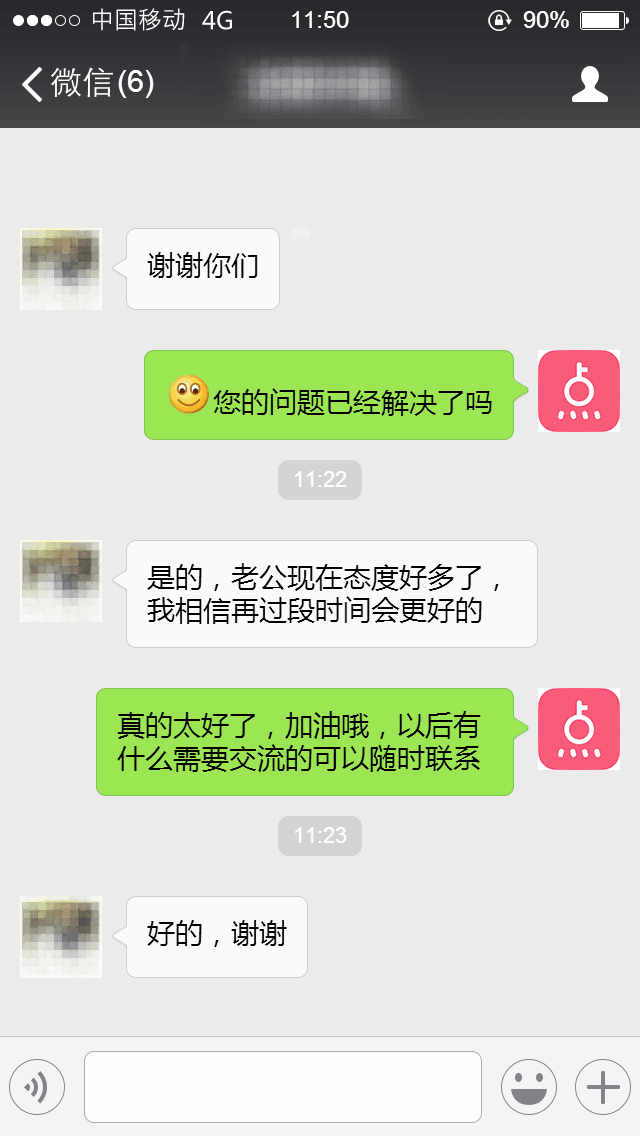 中国移动 4G 11:50 90%
微信(6)
谢谢你们
您的问题已经解决了吗
11:22
是的，老公现在态度好多了，
我相信再过段时间会更好的
真的太好了，加油哦，以后有
什么需要交流的可以随时联系
11:23
好的，谢谢